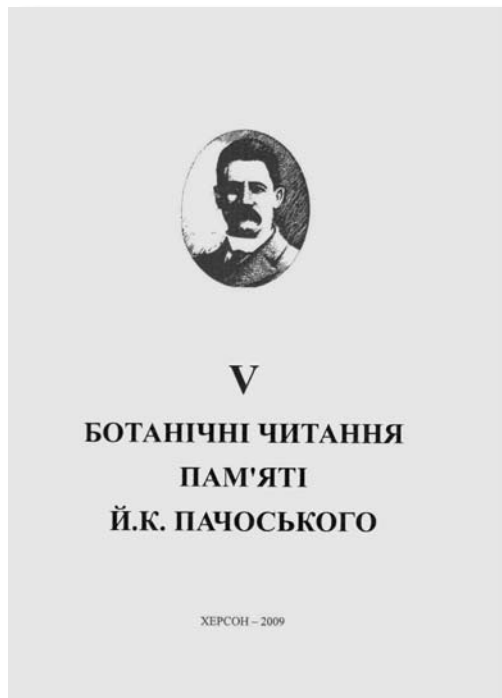 V
БОТАНІЧНІ ЧИТАННЯ
ПАМ'ЯТІ
Й.К. ПАЧОСЬКОГО
ХЕРСОН – 2009